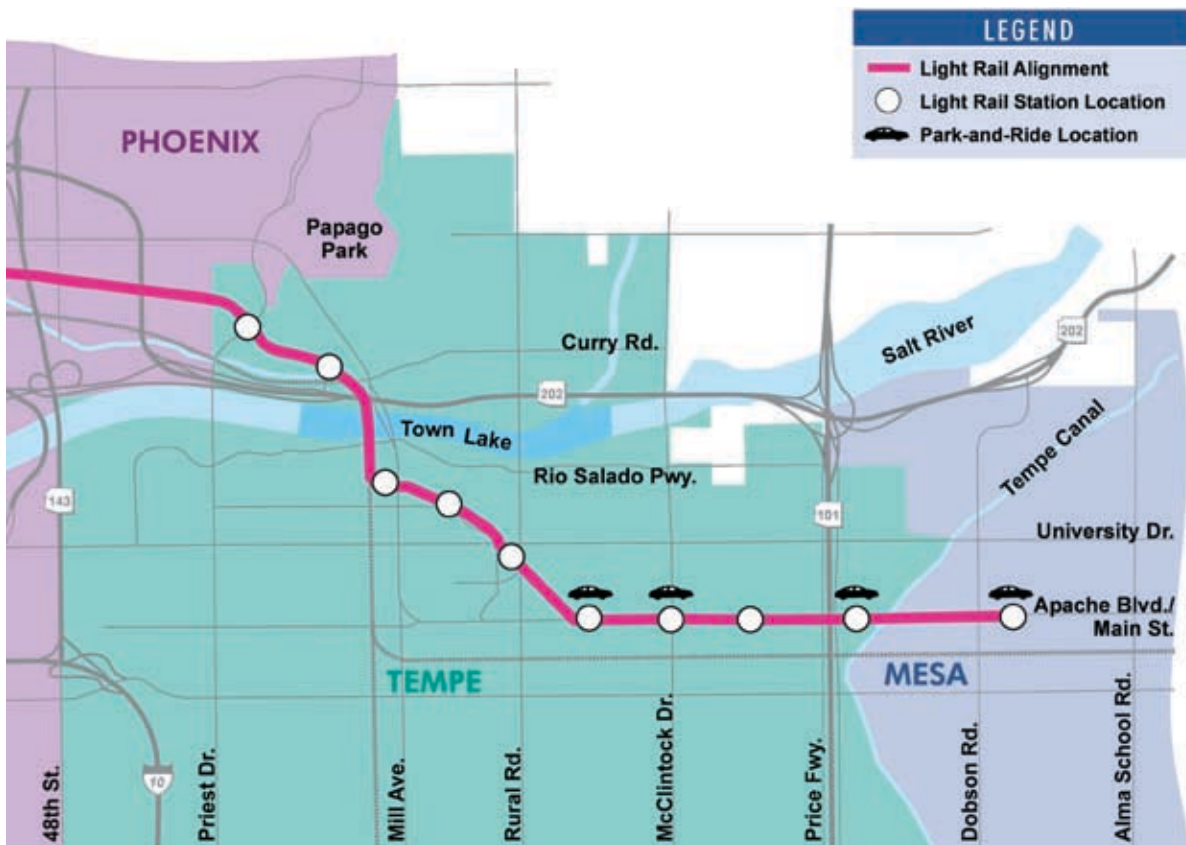 LEGEND
Light Rail Alignment
Light Rail Station Location
Park-and-Ride Location
PHOENIX
Papago
Park
Curry Rd.
Salt River
202
202
Town Lake
Tempe Canal
Rio Salado Pwy.
143
101
University Dr.
Apache Blvd./
Main St.
TEMPE
MESA
10
48th St.
Priest Dr.
Mill Ave.
Rural Rd.
McClintock Dr.
Price Fwy.
Dobson Rd.
Alma School Rd.